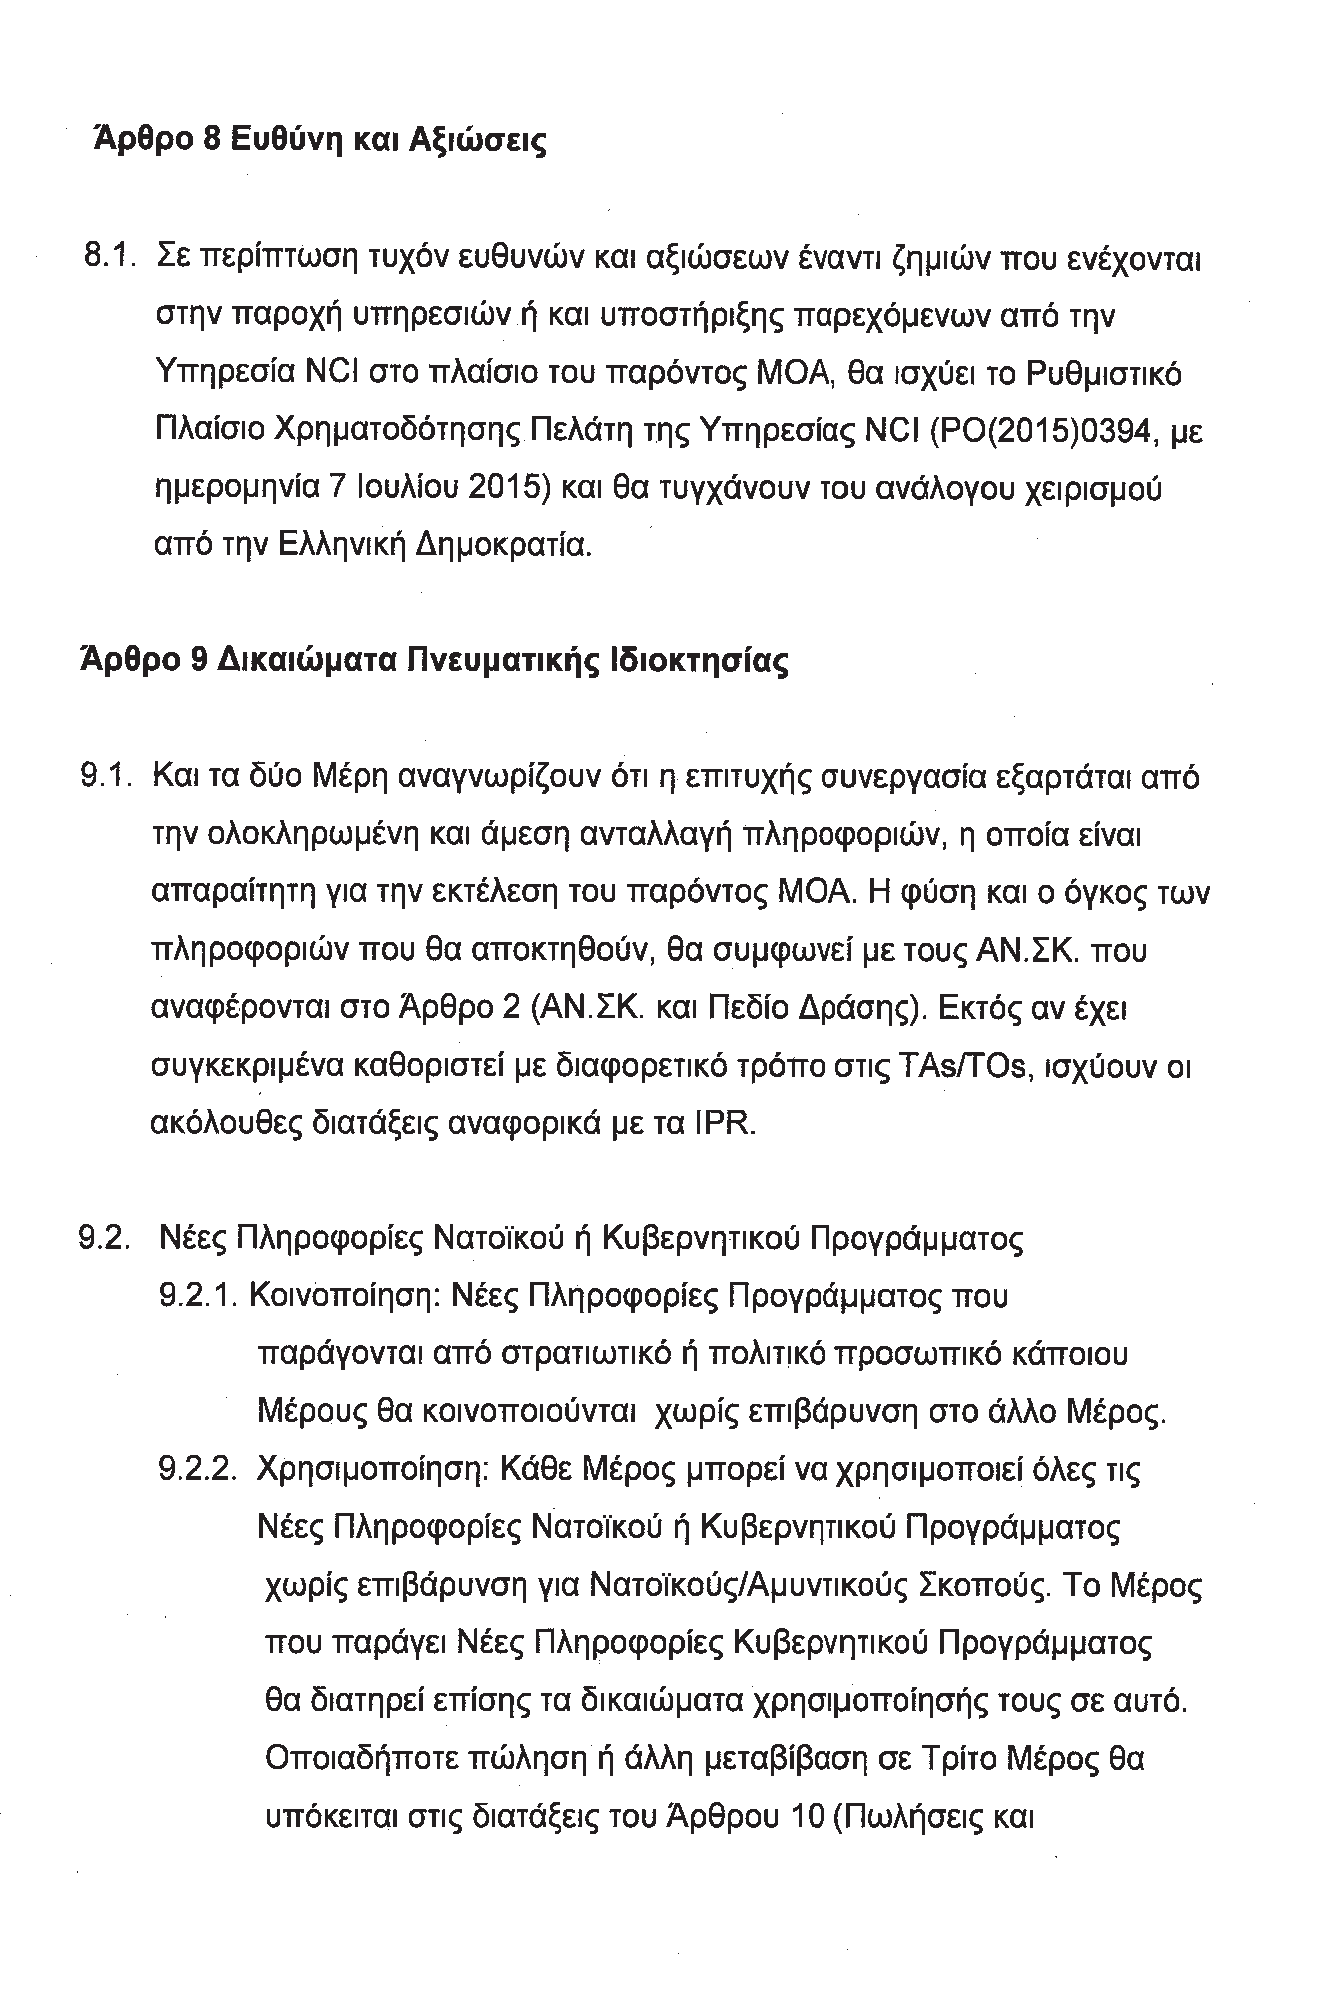 Άρθρο 8 Ευθύνη και Αξιώσεις
8.1. Σε περίπτωση τυχόν ευθυνών και αξιώσεων έναντι ζημιών που ενέχονται
στην παροχή υπηρεσιών ή και υποστήριξης παρεχόμενων από την
Υπηρεσία NCI στο πλαίσιο του παρόντος MOA, θα ισχύει το Ρυθμιστικό
Πλαίσιο Χρηματοδότησης Πελάτη της Υπηρεσίας NCI (PO(2015)0394, με
ημερομηνία 7 Ιουλίου 2015) και θα τυγχάνουν του ανάλογου χειρισμού
από την Ελληνική Δημοκρατία.
Άρθρο 9 Δικαιώματα Πνευματικής Ιδιοκτησίας
9.1. Και τα δύο Μέρη αναγνωρίζουν ότι η επιτυχής συνεργασία εξαρτάται από
την ολοκληρωμένη και άμεση ανταλλαγή πληροφοριών, η οποία είναι
απαραίτητη για την εκτέλεση του παρόντος MOA. Η φύση και ο όγκος των
πληροφοριών που θα αποκτηθούν, θα συμφωνεί με τους ΑΝ.ΣΚ. που
αναφέρονται στο Άρθρο 2 (ΑΝ.ΣΚ. και Πεδίο Δράσης). Εκτός αν έχει
συγκεκριμένα καθοριστεί με διαφορετικό τρόπο στις TAs/TOs, ισχύουν οι
ακόλουθες διατάξεις αναφορικά με τα IPR.
9.2. Νέες Πληροφορίες Νατοϊκού ή Κυβερνητικού Προγράμματος
9.2.1. Κοινοποίηση: Νέες Πληροφορίες Προγράμματος που
παράγονται από στρατιωτικό ή πολιτικό προσωπικό κάποιου
Μέρους θα κοινοποιούνται χωρίς επιβάρυνση στο άλλο Μέρος.
9.2.2. Χρησιμοποίηση: Κάθε Μέρος μπορεί να χρησιμοποιεί όλες τις
Νέες Πληροφορίες Νατοϊκού ή Κυβερνητικού Προγράμματος
χωρίς επιβάρυνση για Νατοϊκούς/Αμυντικούς Σκοπούς. Το Μέρος
που παράγει Νέες Πληροφορίες Κυβερνητικού Προγράμματος
θα διατηρεί επίσης τα δικαιώματα χρησιμοποίησής τους σε αυτό.
Οποιαδήποτε πώληση ή άλλη μεταβίβαση σε Τρίτο Μέρος θα
υπόκειται στις διατάξεις του Άρθρου 10 (Πωλήσεις και